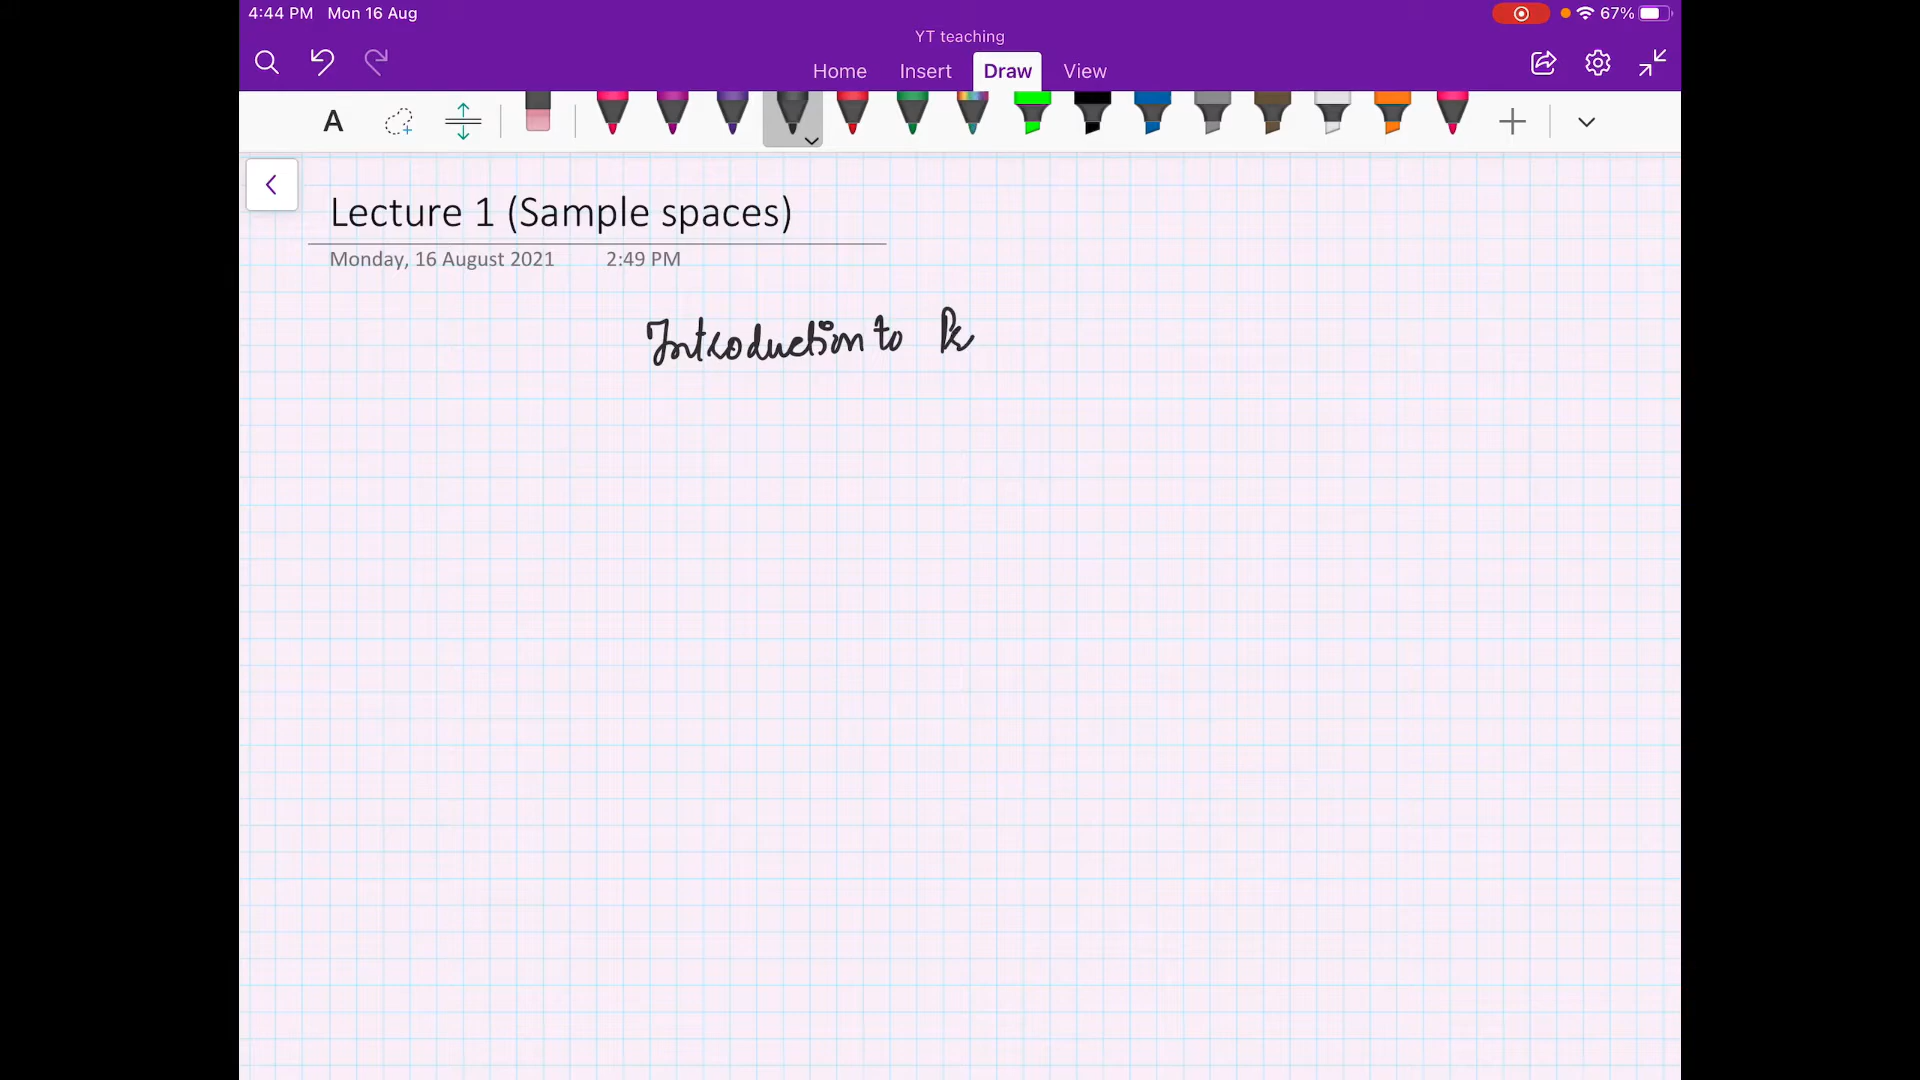 4:44 PM Mon 16 Aug
67%
YT teaching
Home Insert Draw View
A
Lecture 1 (Sample spaces)
Monday, 16 August 2021 2:49 PM
Introduction to Pr